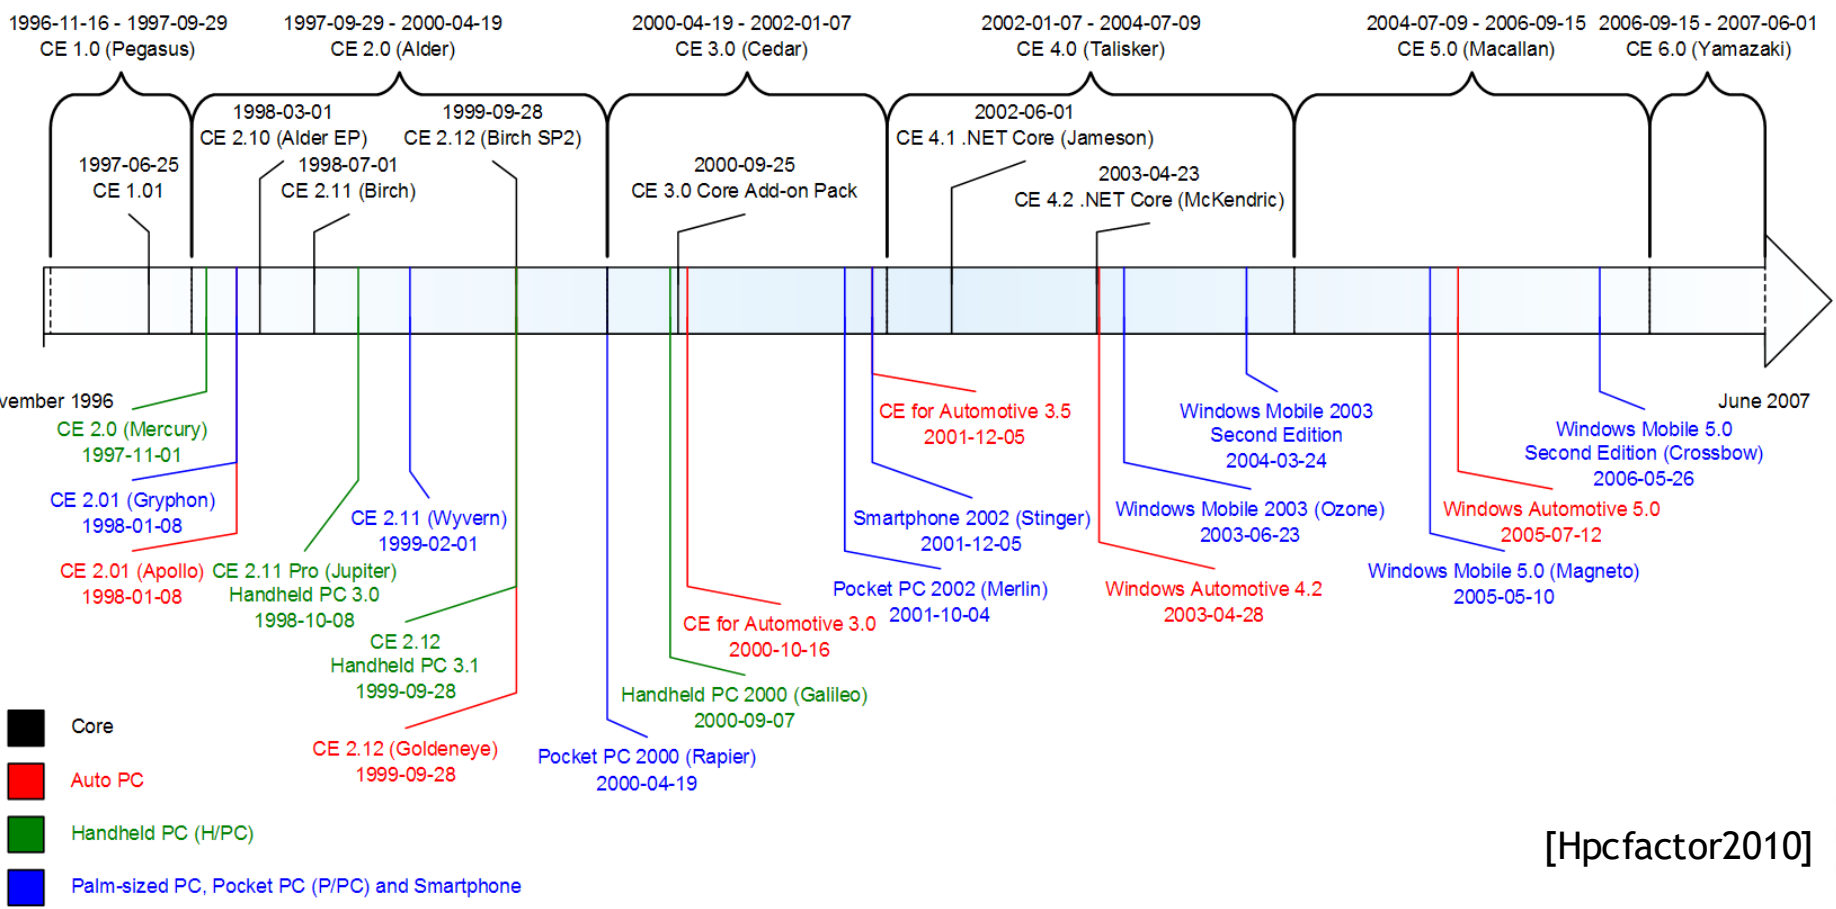 1996-11-16 - 1997-09-29
CE 1.0 (Pegasus)
1997-09-29 - 2000-04-19
CE 2.0 (Alder)
2000-04-19 - 2002-01-07
CE 3.0 (Cedar)
2002-01-07 - 2004-07-09
CE 4.0 (Talisker)
2004-07-09 - 2006-09-15
CE 5.0 (Macallan)
2006-09-15 - 2007-06-01
CE 6.0 (Yamazaki)
1998-03-01
CE 2.10 (Alder EP)
1999-09-28
CE 2.12 (Birch SP2)
2002-06-01
CE 4.1 .NET Core (Jameson)
1997-06-25
CE 1.01
1998-07-01
CE 2.11 (Birch)
2000-09-25
CE 3.0 Core Add-on Pack
2003-04-23
CE 4.2 .NET Core (McKendric)
vember 1996
June 2007
CE 2.0 (Mercury)
1997-11-01
CE 2.01 (Gryphon)
1998-01-08
CE 2.01 (Apollo)
1998-01-08
CE 2.11 Pro (Jupiter)
Handheld PC 3.0
1998-10-08
CE 2.11 (Wyvern)
1999-02-01
CE 2.12
Handheld PC 3.1
1999-09-28
CE 2.12 (Goldeneye)
1999-09-28
Pocket PC 2000 (Rapier)
2000-04-19
Handheld PC 2000 (Galileo)
2000-09-07
CE for Automotive 3.0
2000-10-16
Pocket PC 2002 (Merlin)
2001-10-04
Smartphone 2002 (Stinger)
2001-12-05
CE for Automotive 3.5
2001-12-05
Windows Automotive 4.2
2003-04-28
Windows Mobile 2003 (Ozone)
2003-06-23
Windows Mobile 2003
Second Edition
2004-03-24
Windows Mobile 5.0 (Magneto)
2005-05-10
Windows Automotive 5.0
2005-07-12
Windows Mobile 5.0
Second Edition (Crossbow)
2006-05-26
Core
Auto PC
Handheld PC (H/PC)
Palm-sized PC, Pocket PC (P/PC) and Smartphone
[Hpcfactor2010]